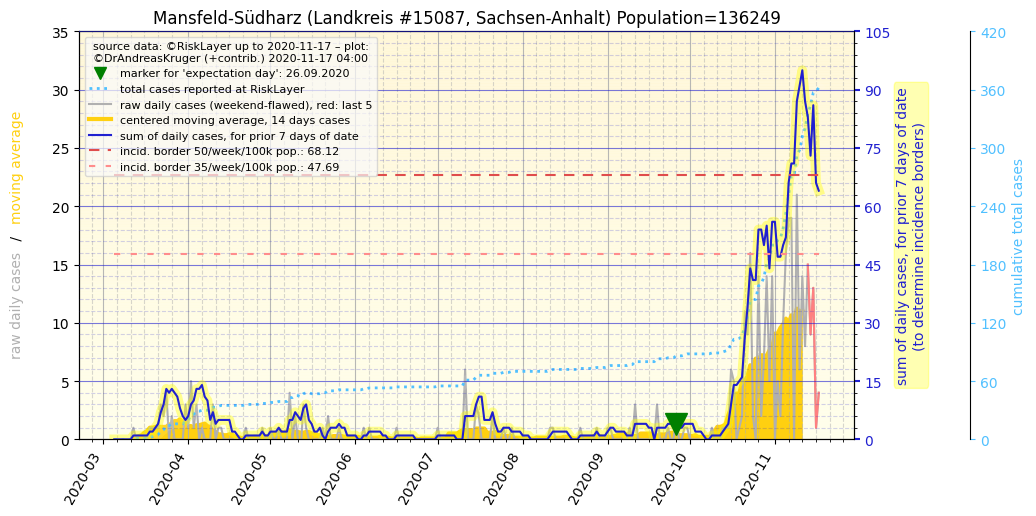 Mansfeld-Südharz (Landkreis #15087, Sachsen-Anhalt) Population=136249
source data: ©RiskLayer up to 2020-11-17 – plot:
©DrAndreasKruger (+contrib.) 2020-11-17 04:00
marker for 'expectation day': 26.09.2020
total cases reported at RiskLayer
raw daily cases (weekend-flawed), red: last 5
centered moving average, 14 days cases
sum of daily cases, for prior 7 days of date
incid. border 50/week/100k pop.: 68.12
incid. border 35/week/100k pop.: 47.69
raw daily cases / moving average
35
30
25
20
15
10
5
0
2020-03
2020-04
2020-05
2020-06
2020-07
2020-08
2020-09
2020-10
2020-11
105
90
75
60
45
30
15
0
sum of daily cases, for prior 7 days of date
(to determine incidence borders)
420
360
300
240
180
120
60
0
cumulative total cases